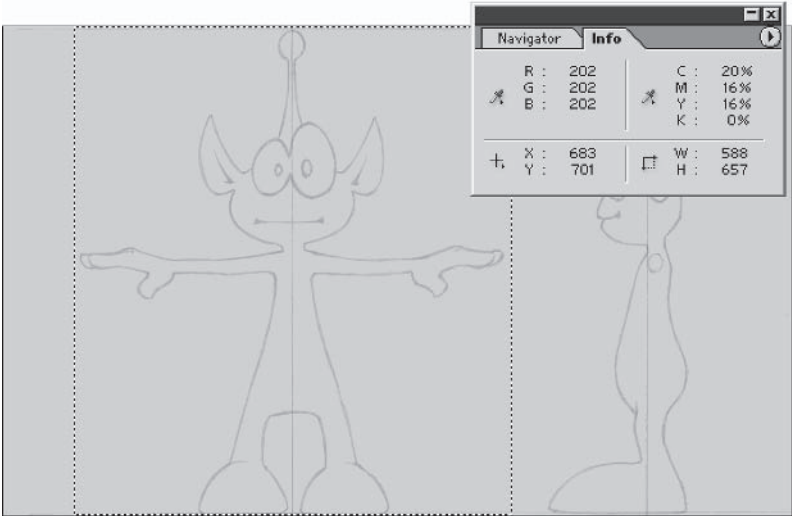 Navigator Info
R : 202 C : 20%
G : 202 M : 16%
B : 202 Y : 16%
K : 0%
X : 683 W : 588
Y : 701 H : 657